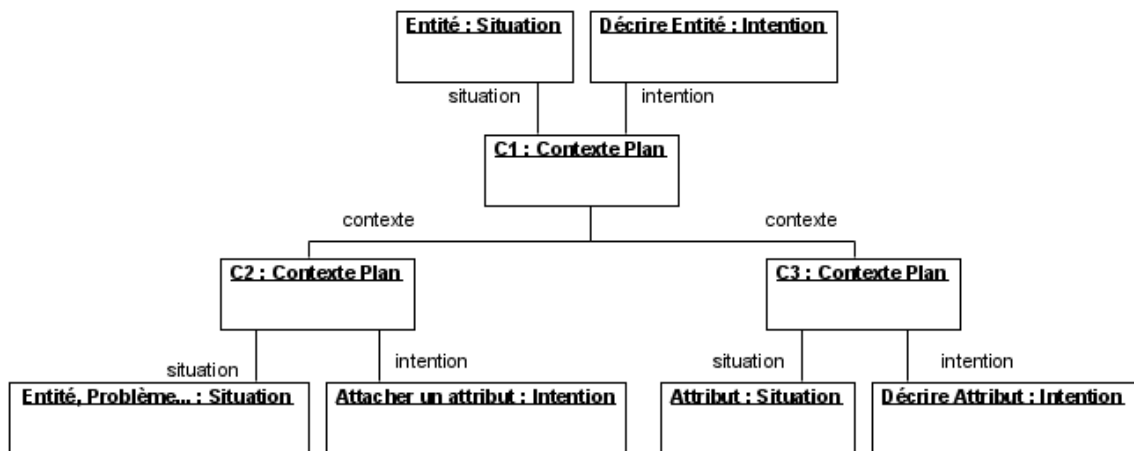 Entité : Situation
Décrire Entité : Intention
situation
intention
C1 : Contexte Plan
contexte
contexte
C2 : Contexte Plan
C3 : Contexte Plan
situation
intention
situation
intention
Entité, Problème... : Situation
Attacher un attribut : Intention
Attribut : Situation
Décrire Attribut : Intention